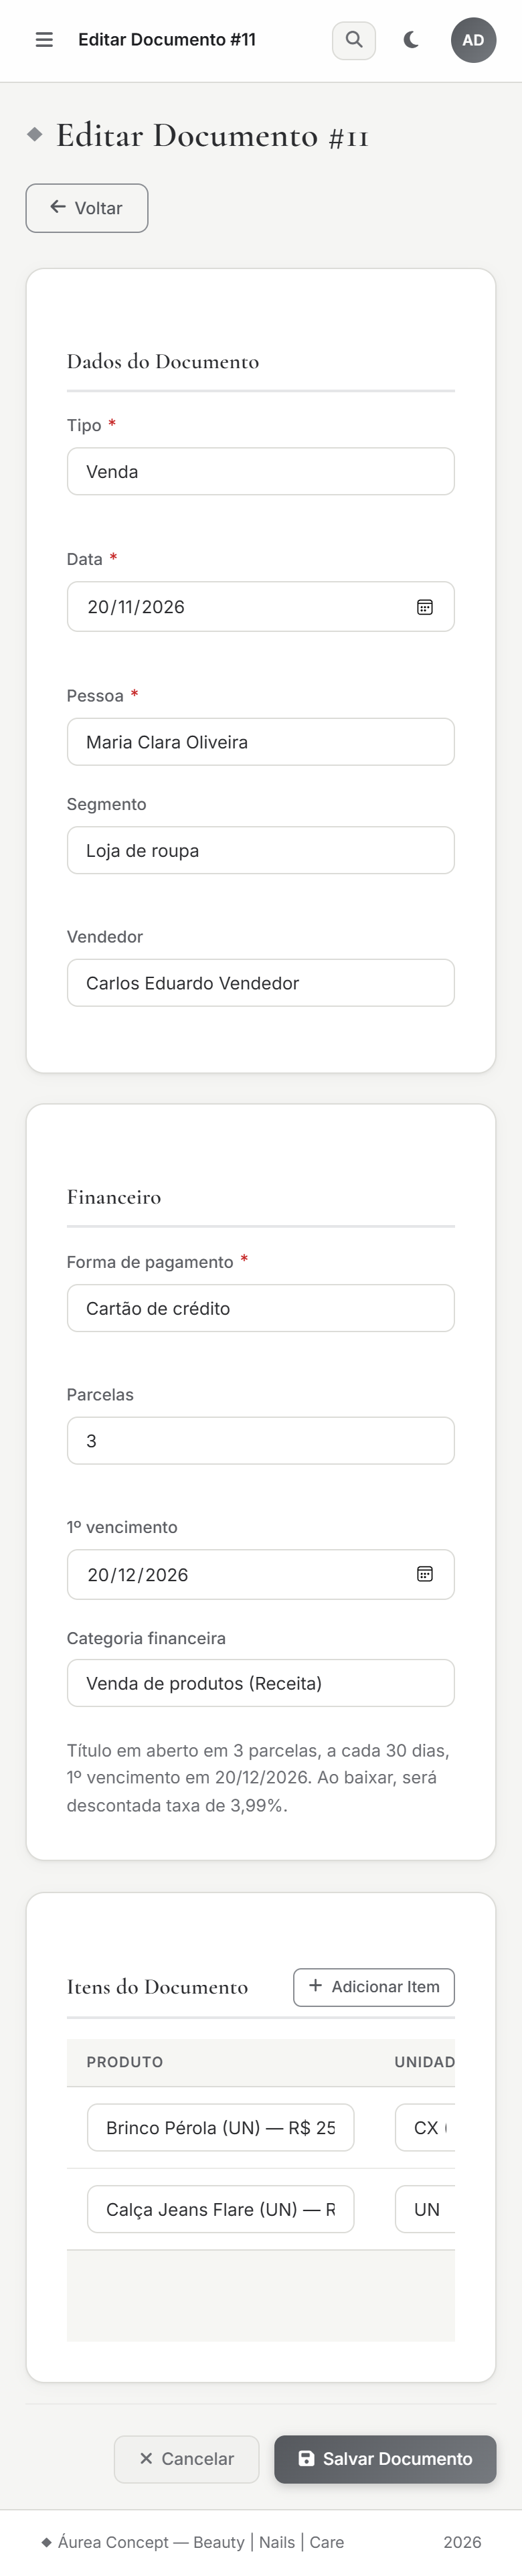 Editar Documento #11
AD
Editar Documento #11
Voltar
Dados do Documento
Tipo *
Venda
Data *
20/11/2026
Pessoa *
Maria Clara Oliveira
Segmento
Loja de roupa
Vendedor
Carlos Eduardo Vendedor
Financeiro
Forma de pagamento *
Cartão de crédito
Parcelas
3
1º vencimento
20/12/2026
Categoria financeira
Venda de produtos (Receita)
Título em aberto em 3 parcelas, a cada 30 dias,
1º vencimento em 20/12/2026. Ao baixar, será
descontada taxa de 3,99%.
Itens do Documento
Adicionar Item
PRODUTO UNIDAD
Brinco Pérola (UN) — R$ 25 CX (
Calça Jeans Flare (UN) — R UN
Cancelar
Salvar Documento
Áurea Concept — Beauty | Nails | Care 2026